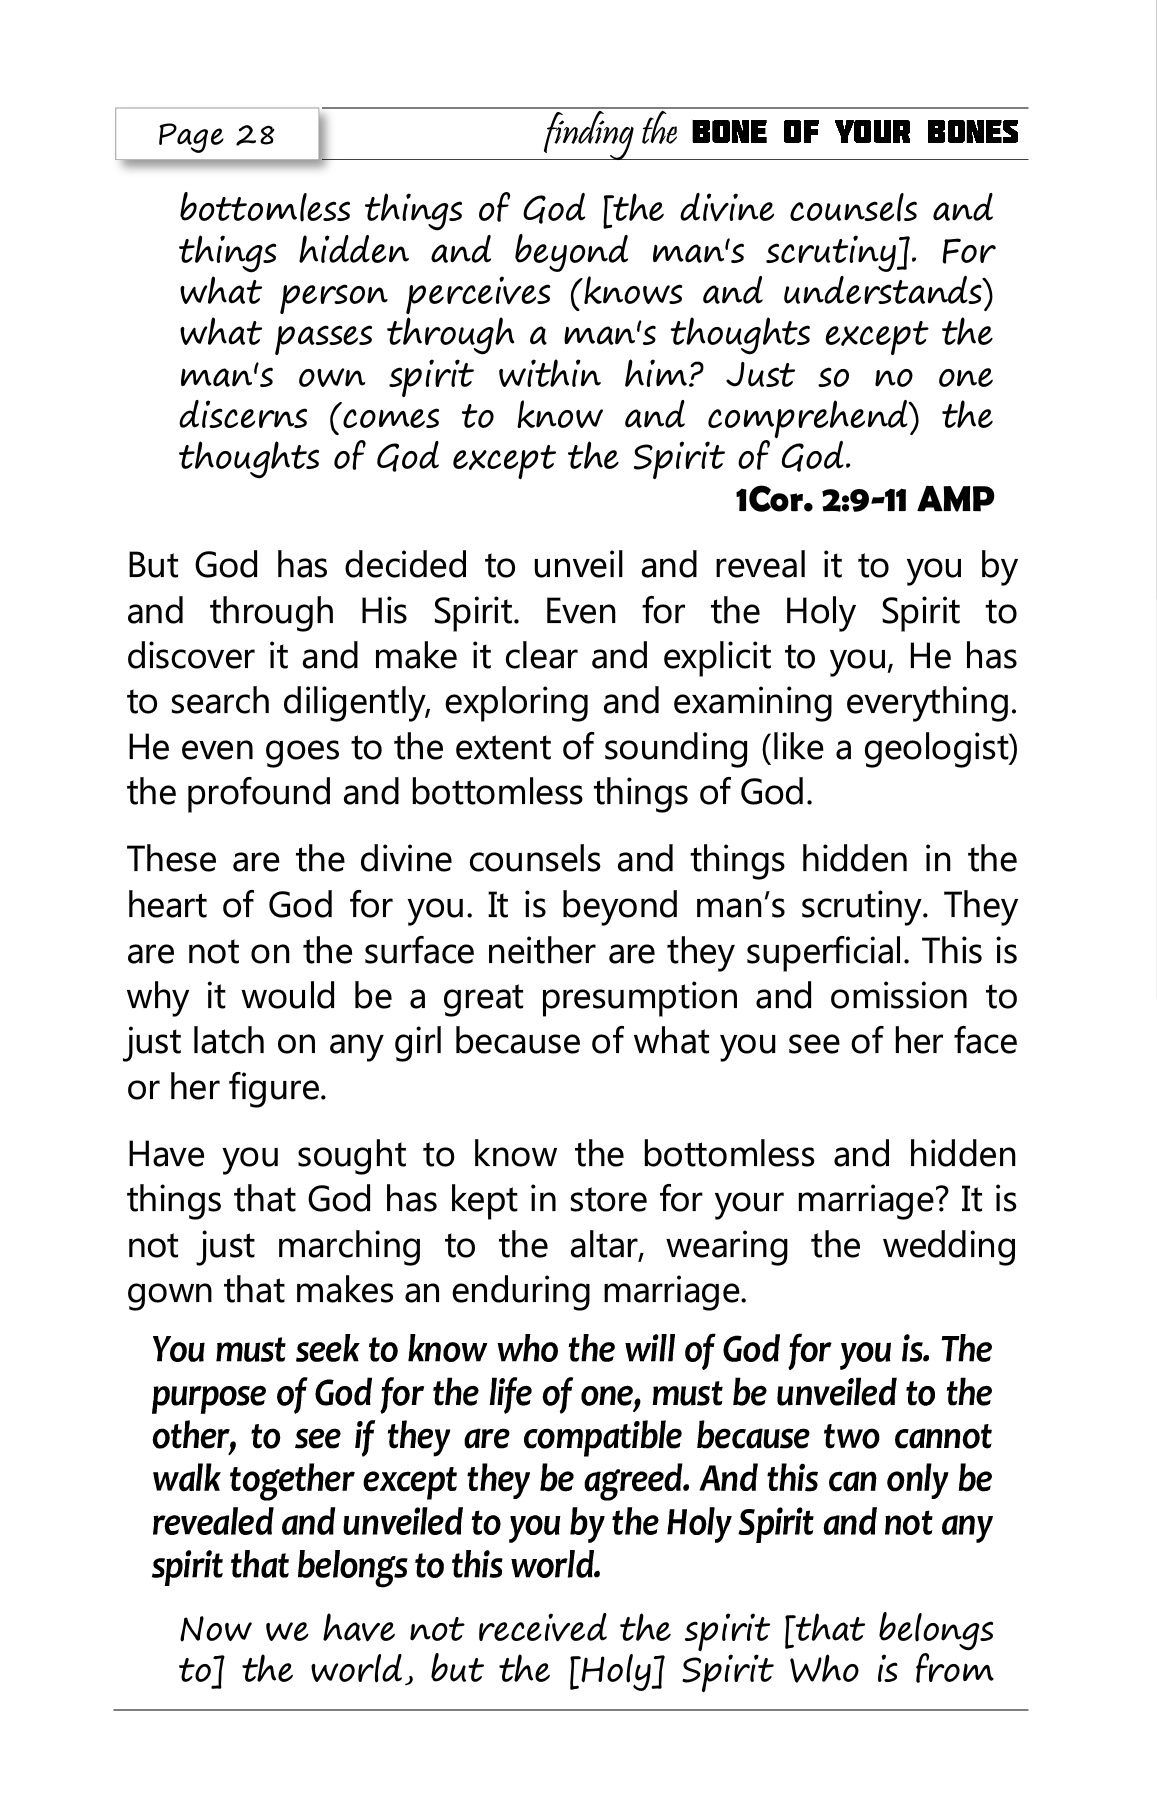 Page 28
finding the BONE OF YOUR BONES
bottomless things of God [the divine counsels and
things hidden and beyond man's scrutiny]. For
what person perceives (knows and understands)
what passes through a man's thoughts except the
man's own spirit within him? Just so no one
discerns (comes to know and comprehend) the
thoughts of God except the Spirit of God.
1Cor. 2:9-11 AMP
But God has decided to unveil and reveal it to you by
and through His Spirit. Even for the Holy Spirit to
discover it and make it clear and explicit to you, He has
to search diligently, exploring and examining everything.
He even goes to the extent of sounding (like a geologist)
the profound and bottomless things of God.
These are the divine counsels and things hidden in the
heart of God for you. It is beyond man’s scrutiny. They
are not on the surface neither are they superficial. This is
why it would be a great presumption and omission to
just latch on any girl because of what you see of her face
or her figure.
Have you sought to know the bottomless and hidden
things that God has kept in store for your marriage? It is
not just marching to the altar, wearing the wedding
gown that makes an enduring marriage.
You must seek to know who the will of God for you is. The
purpose of God for the life of one, must be unveiled to the
other, to see if they are compatible because two cannot
walk together except they be agreed. And this can only be
revealed and unveiled to you by the Holy Spirit and not any
spirit that belongs to this world.
Now we have not received the spirit [that belongs
to] the world, but the [Holy] Spirit Who is from